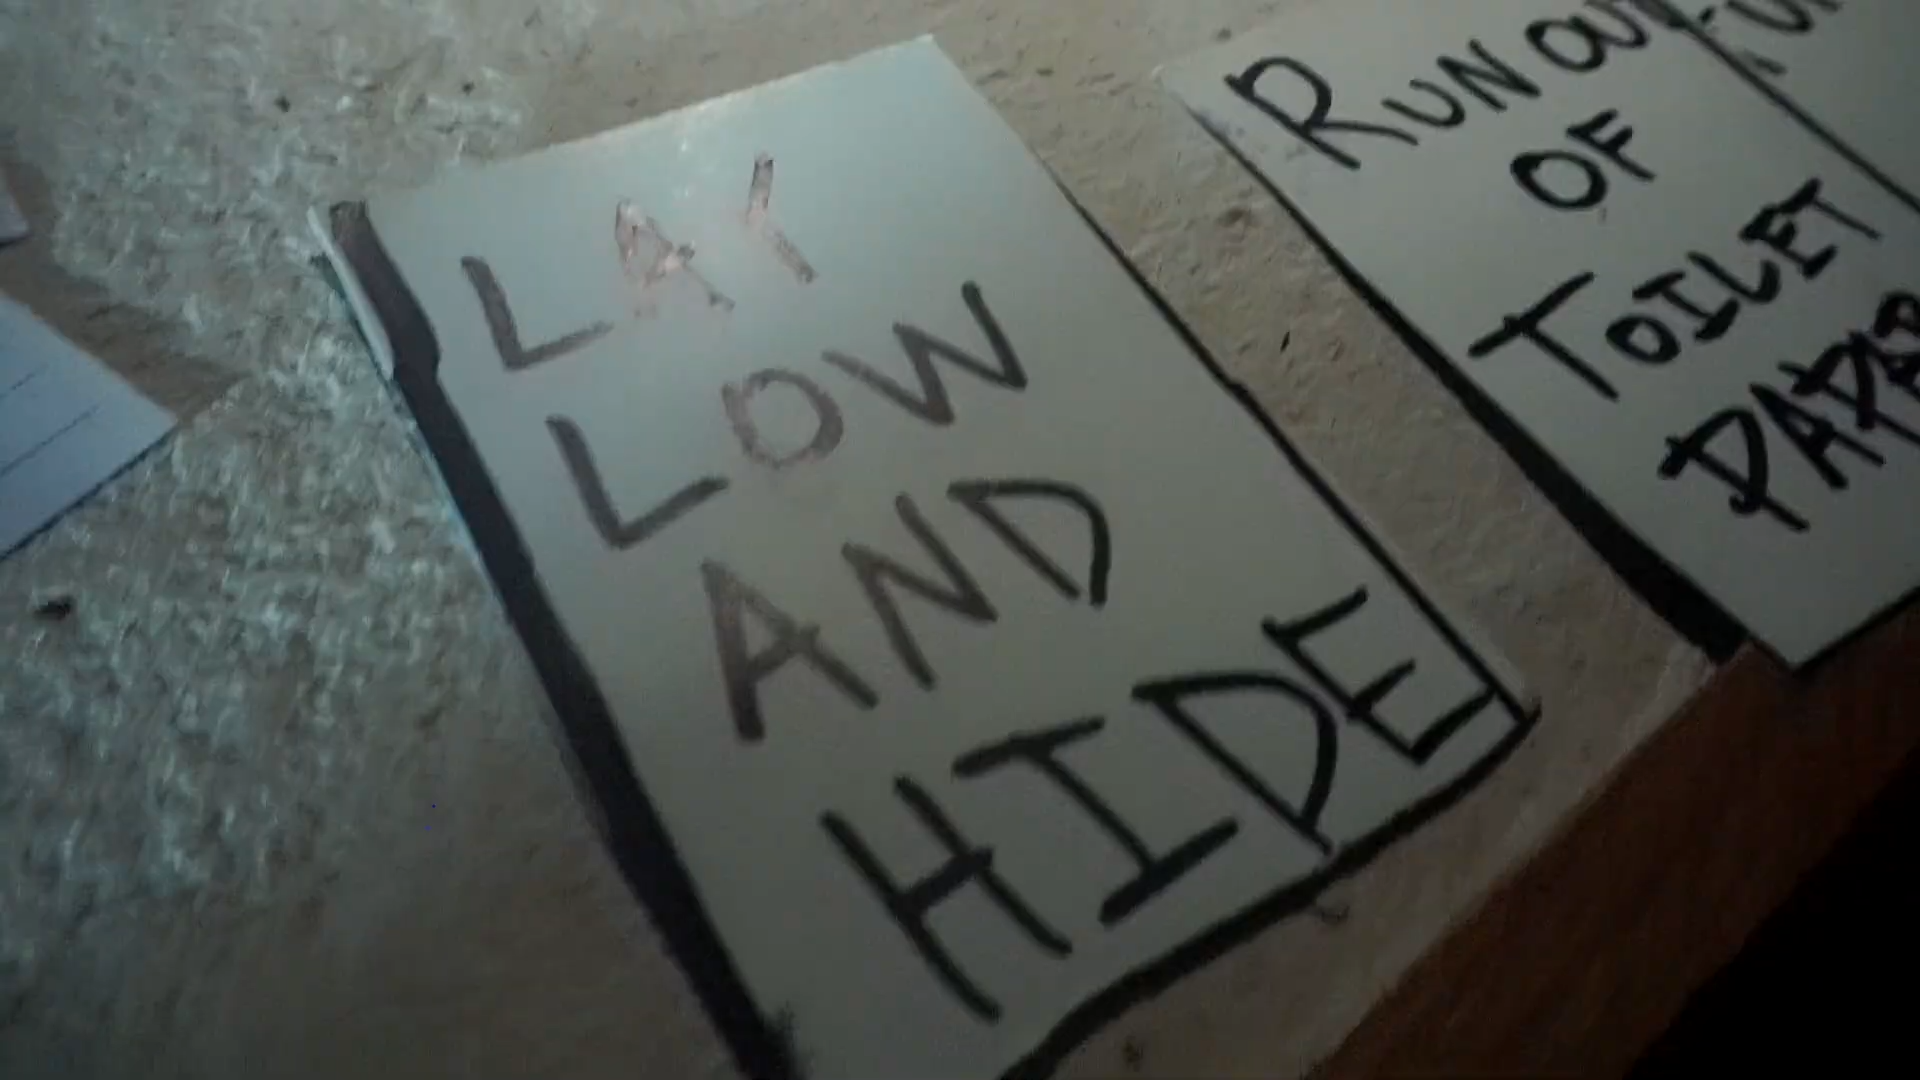 LAY
LOW
AND
HIDE
RUN OUT
OF
TOILET